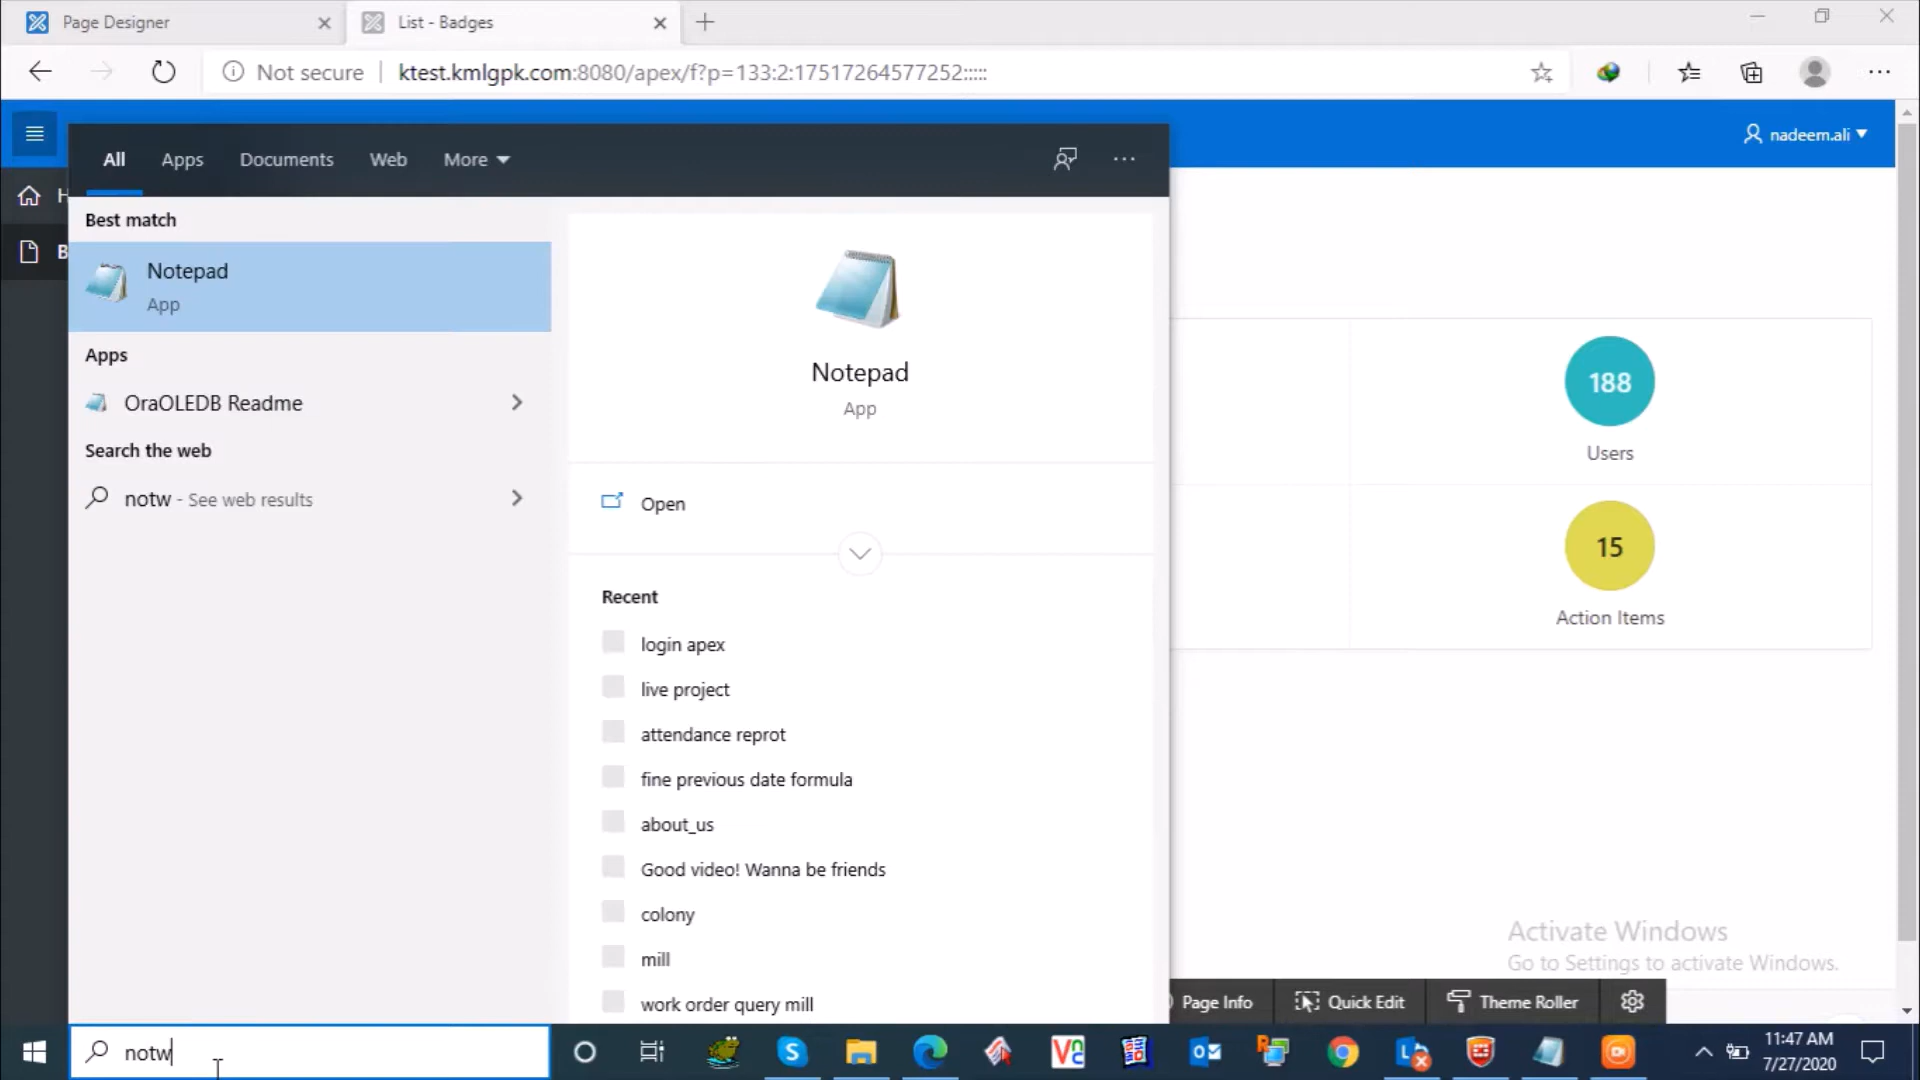 Page Designer
List - Badges
Not secure
ktest.kmlgpk.com:8080/apex/f?p=133:2:17517264577252:::::
nadeem.ali
All Apps Documents Web More
H
B
Best match
Notepad
App
Apps
OraOLEDB Readme
Search the web
notw - See web results
Notepad
App
Open
Recent
login apex
live project
attendance reprot
fine previous date formula
about_us
Good video! Wanna be friends
colony
mill
work order query mill
188
Users
15
Action Items
Activate Windows
Go to Settings to activate Windows.
Page Info
Quick Edit
Theme Roller
notw
11:47 AM
7/27/2020